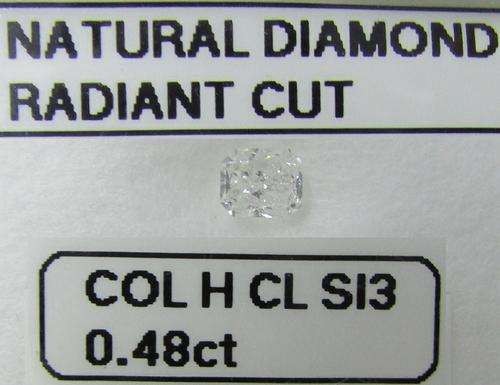 NATURAL DIAMOND
RADIANT CUT
COL H CL SI3
0.48ct